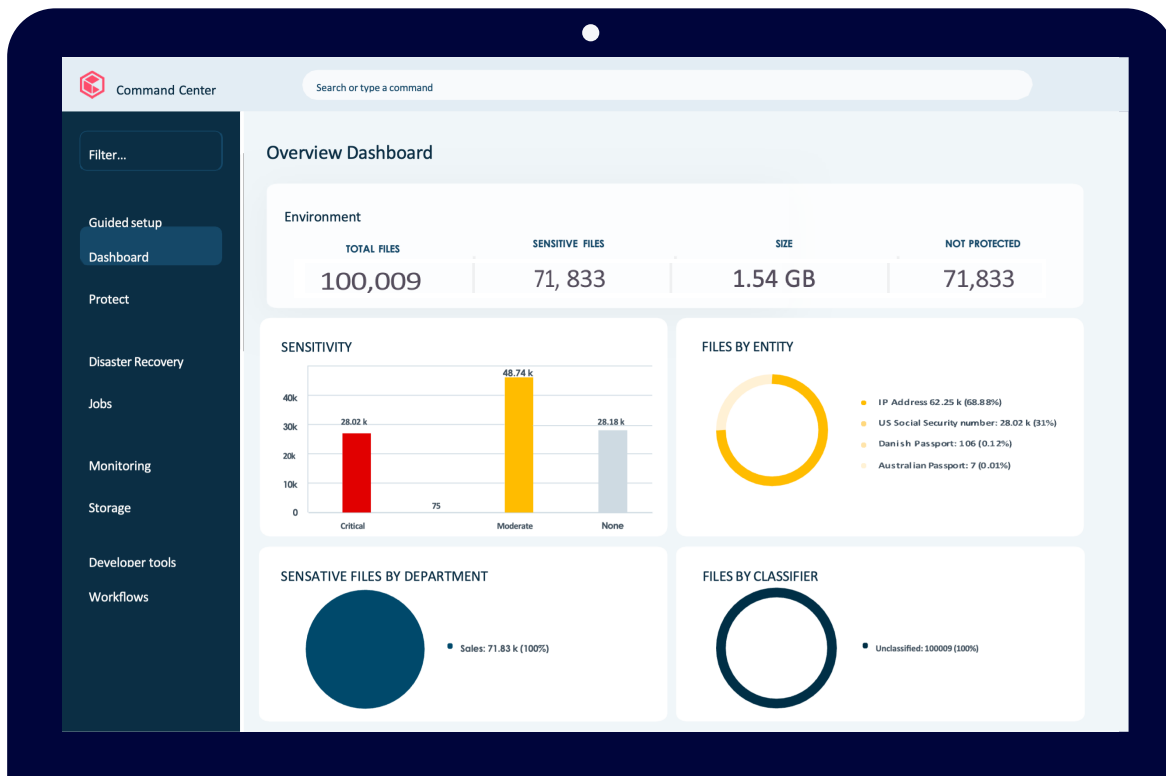 Command Center
Search or type a command
Filter...
Guided setup
Dashboard
Protect
Disaster Recovery
Jobs
Monitoring
Storage
Developer tools
Workflows
Overview Dashboard
Environment
TOTAL FILES
100,009
SENSITIVE FILES
71, 833
SIZE
1.54 GB
NOT PROTECTED
71,833
SENSITIVITY
40k
30k
20k
10k
0
28.02 k
75
48.74 k
28.18 k
Critical
Moderate
None
FILES BY ENTITY
IP Address 62.25 k (68.88%)
US Social Security number: 28.02 k (31%)
Danish Passport: 106 (0.12%)
Australian Passport: 7 (0.01%)
SENSATIVE FILES BY DEPARTMENT
Sales: 71.83 k (100%)
FILES BY CLASSIFIER
Unclassified: 100009 (100%)